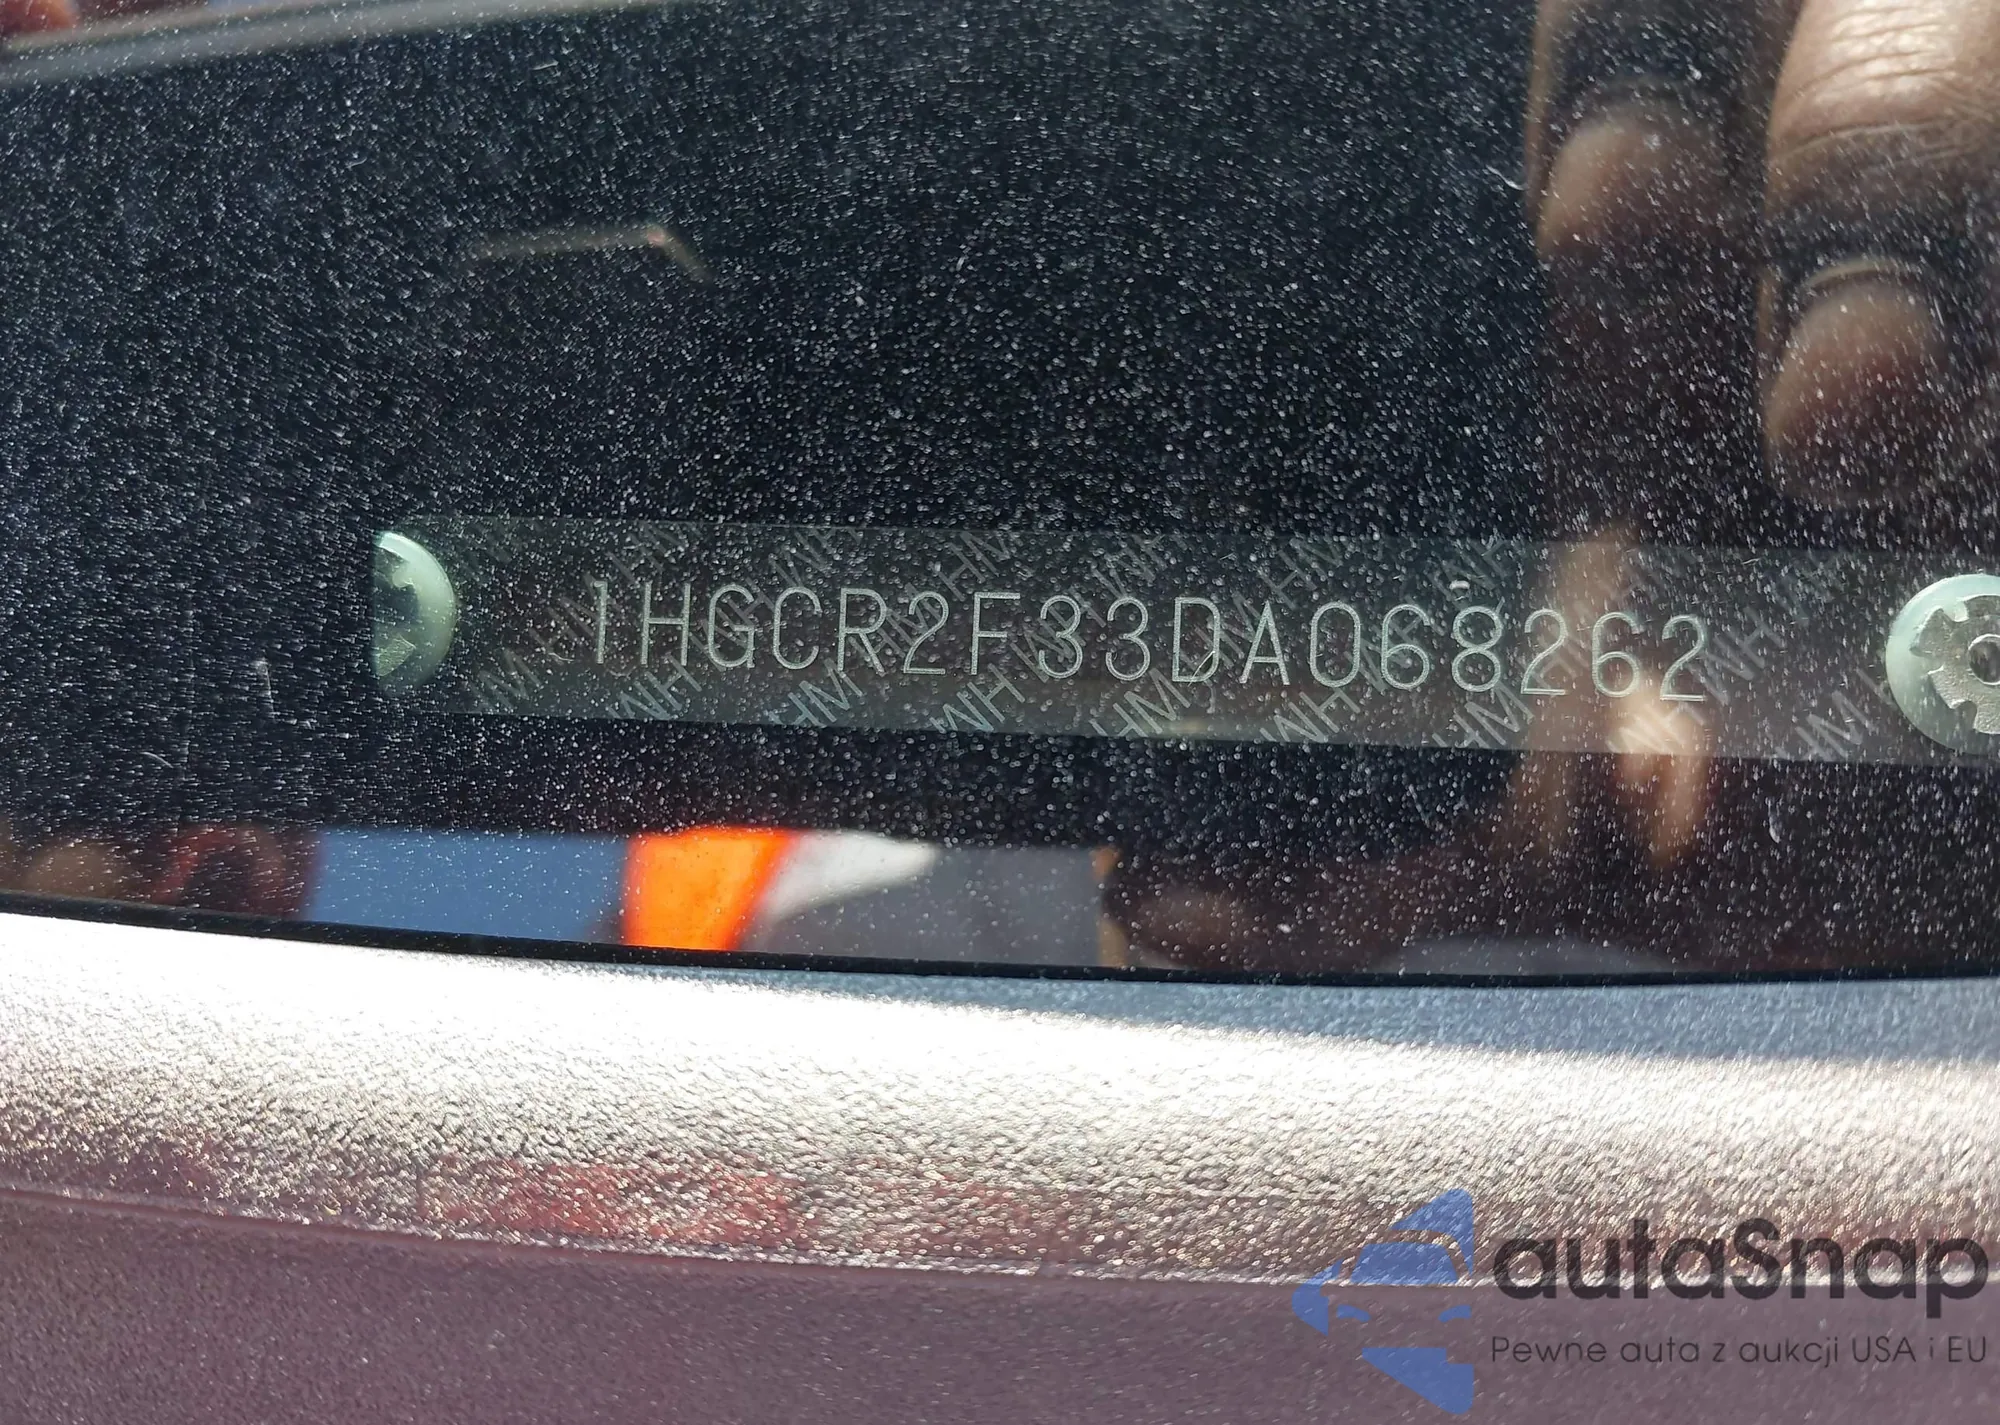 1HGCR2F33DA068262
autaSnap
Pewne auta z aukcji USA i EU